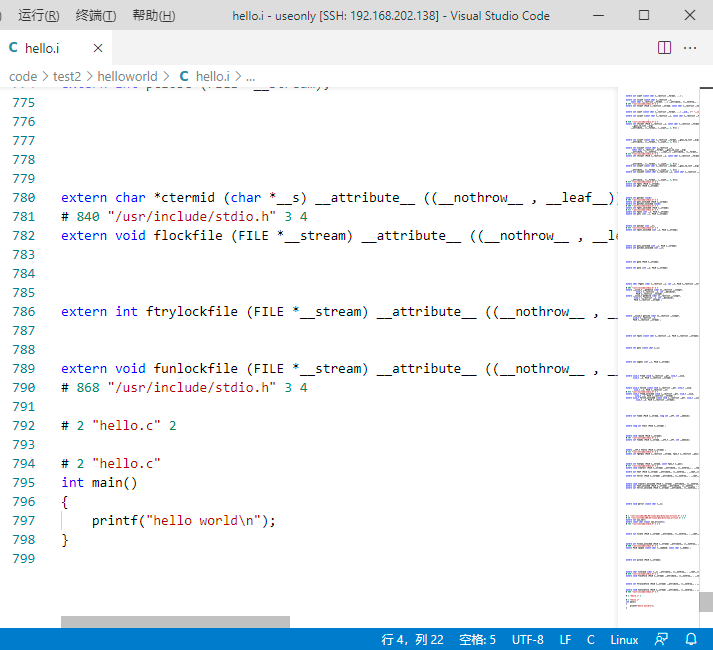 运行(R) 终端(T) 帮助(H) hello.i - useonly [SSH: 192.168.202.138] - Visual Studio Code
C hello.i
code > test2 > helloworld > C hello.i > ...
775
776
777
778
779
780 extern char *ctermid (char *__s) __attribute__ ((__nothrow__ , __leaf__))
781 # 840 "/usr/include/stdio.h" 3 4
782 extern void flockfile (FILE *__stream) __attribute__ ((__nothrow__ , __le
783
784
785
786 extern int ftrylockfile (FILE *__stream) __attribute__ ((__nothrow__ , __
787
788
789 extern void funlockfile (FILE *__stream) __attribute__ ((__nothrow__ , __
790 # 868 "/usr/include/stdio.h" 3 4
791
792 # 2 "hello.c" 2
793
794 # 2 "hello.c"
795 int main()
796 {
797 printf("hello world\n");
798 }
799
行 4，列 22 空格: 5 UTF-8 LF C Linux